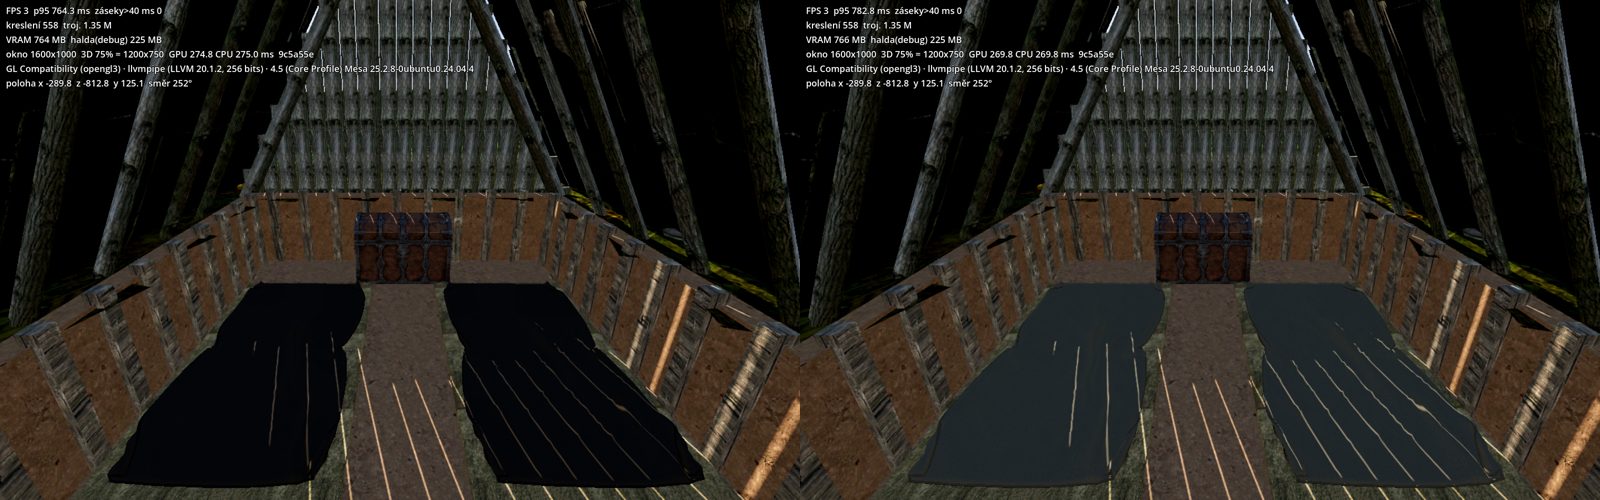 FPS 3 p95 764.3 ms záseky>40 ms 0
kreslení 558 troj. 1.35 M
VRAM 764 MB halda(debug) 225 MB
okno 1600x1000 3D 75% = 1200x750 GPU 274.8 CPU 275.0 ms 9c5a55e
GL Compatibility (opengl3) · llvmpipe (LLVM 20.1.2, 256 bits) · 4.5 (Core Profile) Mesa 25.2.8-0ubuntu0.24.04.4
poloha x -289.8 z -812.8 y 125.1 směr 252°
FPS 3 p95 782.8 ms záseky>40 ms 0
kreslení 558 troj. 1.35 M
VRAM 766 MB halda(debug) 225 MB
okno 1600x1000 3D 75% = 1200x750 GPU 269.8 CPU 269.8 ms 9c5a55e
GL Compatibility (opengl3) · llvmpipe (LLVM 20.1.2, 256 bits) · 4.5 (Core Profile) Mesa 25.2.8-0ubuntu0.24.04.4
poloha x -289.8 z -812.8 y 125.1 směr 252°